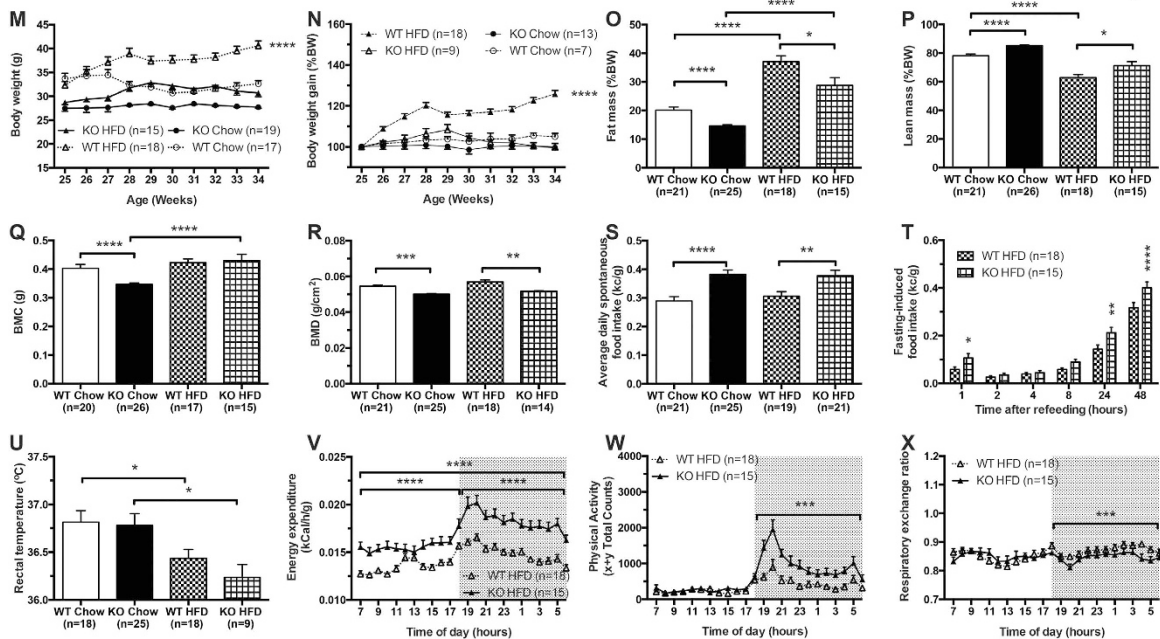 M
Body weight (g)
45
40
35
30
25
20
15
****
KO HFD (n=15)
KO Chow (n=19)
WT HFD (n=18)
WT Chow (n=17)
25 26 27 28 29 30 31 32 33 34
Age (Weeks)
N
Body weight gain (%BW)
160
140
120
100
80
WT HFD (n=18)
KO Chow (n=13)
KO HFD (n=9)
WT Chow (n=7)
****
25 26 27 28 29 30 31 32 33 34
Age (Weeks)
O
Fat mass (%BW)
60
40
20
0
****
****
****
*
WT Chow (n=21)
KO Chow (n=25)
WT HFD (n=18)
KO HFD (n=15)
P
Lean mass (%BW)
100
80
60
40
20
0
****
****
*
WT Chow (n=21)
KO Chow (n=26)
WT HFD (n=18)
KO HFD (n=15)
Q
BMC (g)
0.5
0.4
0.3
0.2
0.1
0.0
****
****
WT Chow (n=20)
KO Chow (n=26)
WT HFD (n=17)
KO HFD (n=15)
R
BMD (g/cm²)
0.10
0.08
0.06
0.04
0.02
0.00
***
**
WT Chow (n=21)
KO Chow (n=25)
WT HFD (n=18)
KO HFD (n=14)
S
Average daily spontaneous food intake (kc/g)
0.5
0.4
0.3
0.2
0.1
0.0
****
**
WT Chow (n=21)
KO Chow (n=25)
WT HFD (n=19)
KO HFD (n=21)
T
Fasting-induced food intake (kc/g)
0.6
0.4
0.2
0.0
WT HFD (n=18)
KO HFD (n=15)
*
**
****
1 2 4 8 24 48
Time after refeeding (hours)
U
Rectal temperature (ºC)
37.5
37.0
36.5
36.0
*
*
WT Chow (n=18)
KO Chow (n=25)
WT HFD (n=18)
KO HFD (n=9)
V
Energy expenditure (kCal/h/g)
0.025
0.020
0.015
0.010
****
****
****
WT HFD (n=18)
KO HFD (n=15)
7 9 11 13 15 17 19 21 23 1 3 5
Time of day (hours)
W
Physical Activity (x+y Total Counts)
4000
3500
3000
2500
2000
1500
1000
500
0
WT HFD (n=18)
KO HFD (n=15)
***
7 9 11 13 15 17 19 21 23 1 3 5
Time of day (hours)
X
Respiratory exchange ratio
1.2
1.1
1.0
0.9
0.8
0.7
WT HFD (n=18)
KO HFD (n=15)
***
7 9 11 13 15 17 19 21 23 1 3 5
Time of day (hours)